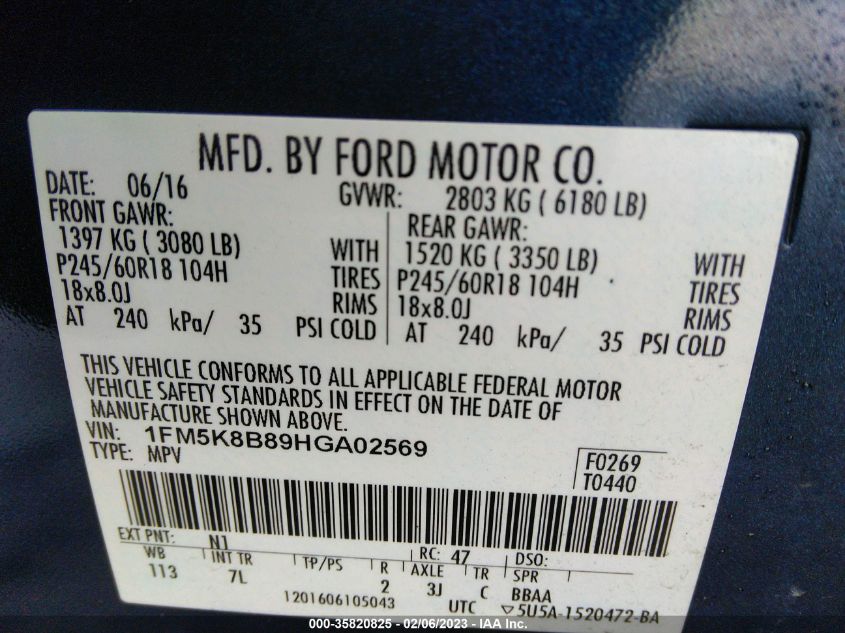 MFD. BY FORD MOTOR CO.
DATE: 06/16 GVWR: 2803 KG ( 6180 LB)
FRONT GAWR: REAR GAWR:
1397 KG ( 3080 LB) WITH 1520 KG ( 3350 LB) WITH
P245/60R18 104H TIRES P245/60R18 104H TIRES
18x8.0J RIMS 18x8.0J RIMS
AT 240 kPa/ 35 PSI COLD AT 240 kPa/ 35 PSI COLD
THIS VEHICLE CONFORMS TO ALL APPLICABLE FEDERAL MOTOR
VEHICLE SAFETY STANDARDS IN EFFECT ON THE DATE OF
MANUFACTURE SHOWN ABOVE.
VIN: 1FM5K8B89HGA02569
TYPE: MPV
F0269
T0440
EXT PNT: N1 RC: 47 DSO:
WB INT TR TP/PS R AXLE TR SPR
113 7L 2 3J C BBAA
1201606105043 UTC ▽5U5A-1520472-BA
000-35820825 - 02/06/2023 - © IAA, Inc.